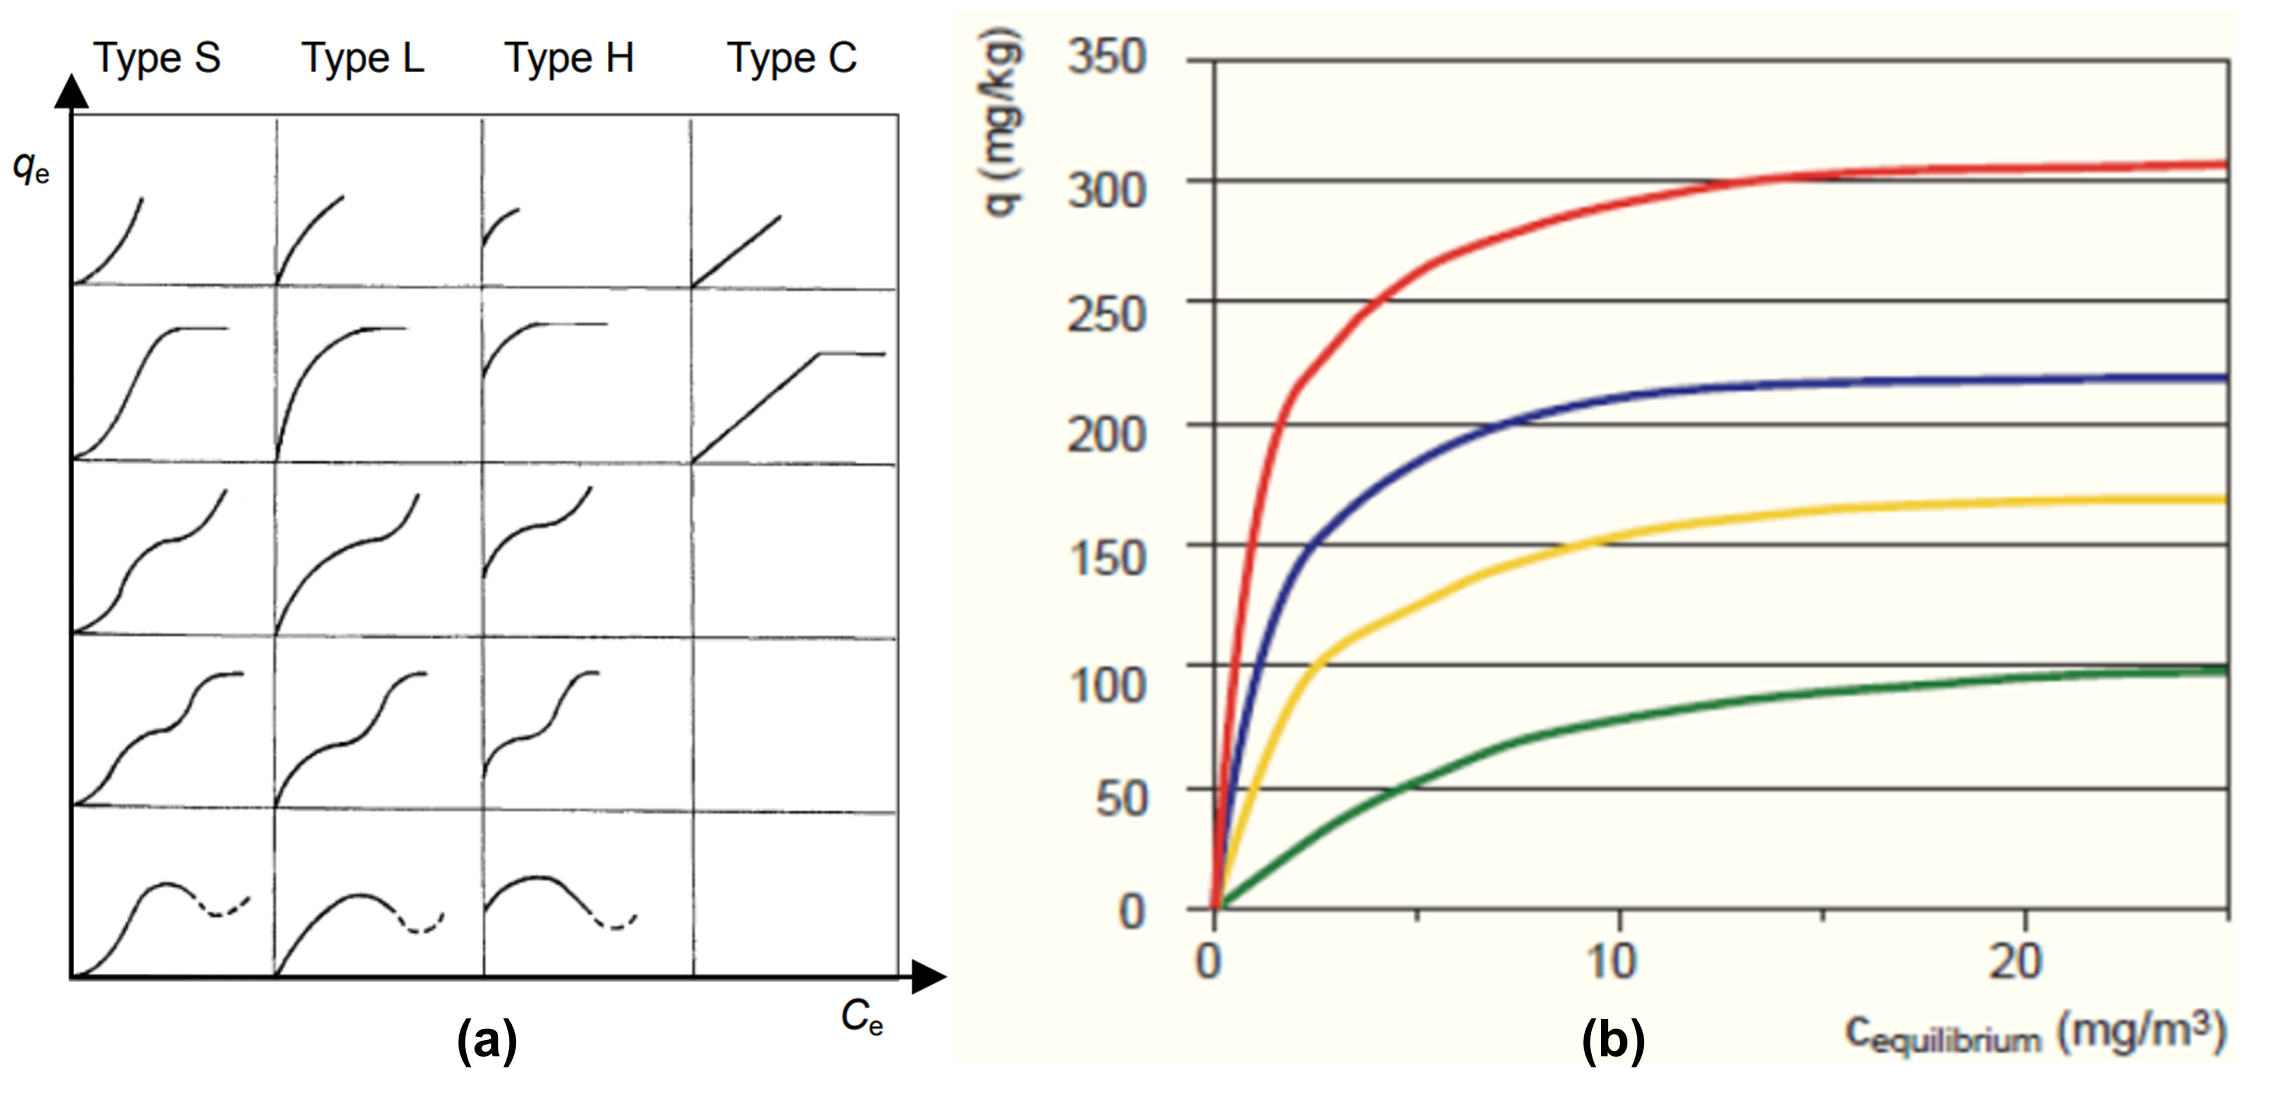 Type S Type L Type H Type C
qe
Ce
(a)
q (mg/kg)
350
300
250
200
150
100
50
0
0 10 20
(b) Cequilibrium (mg/m³)